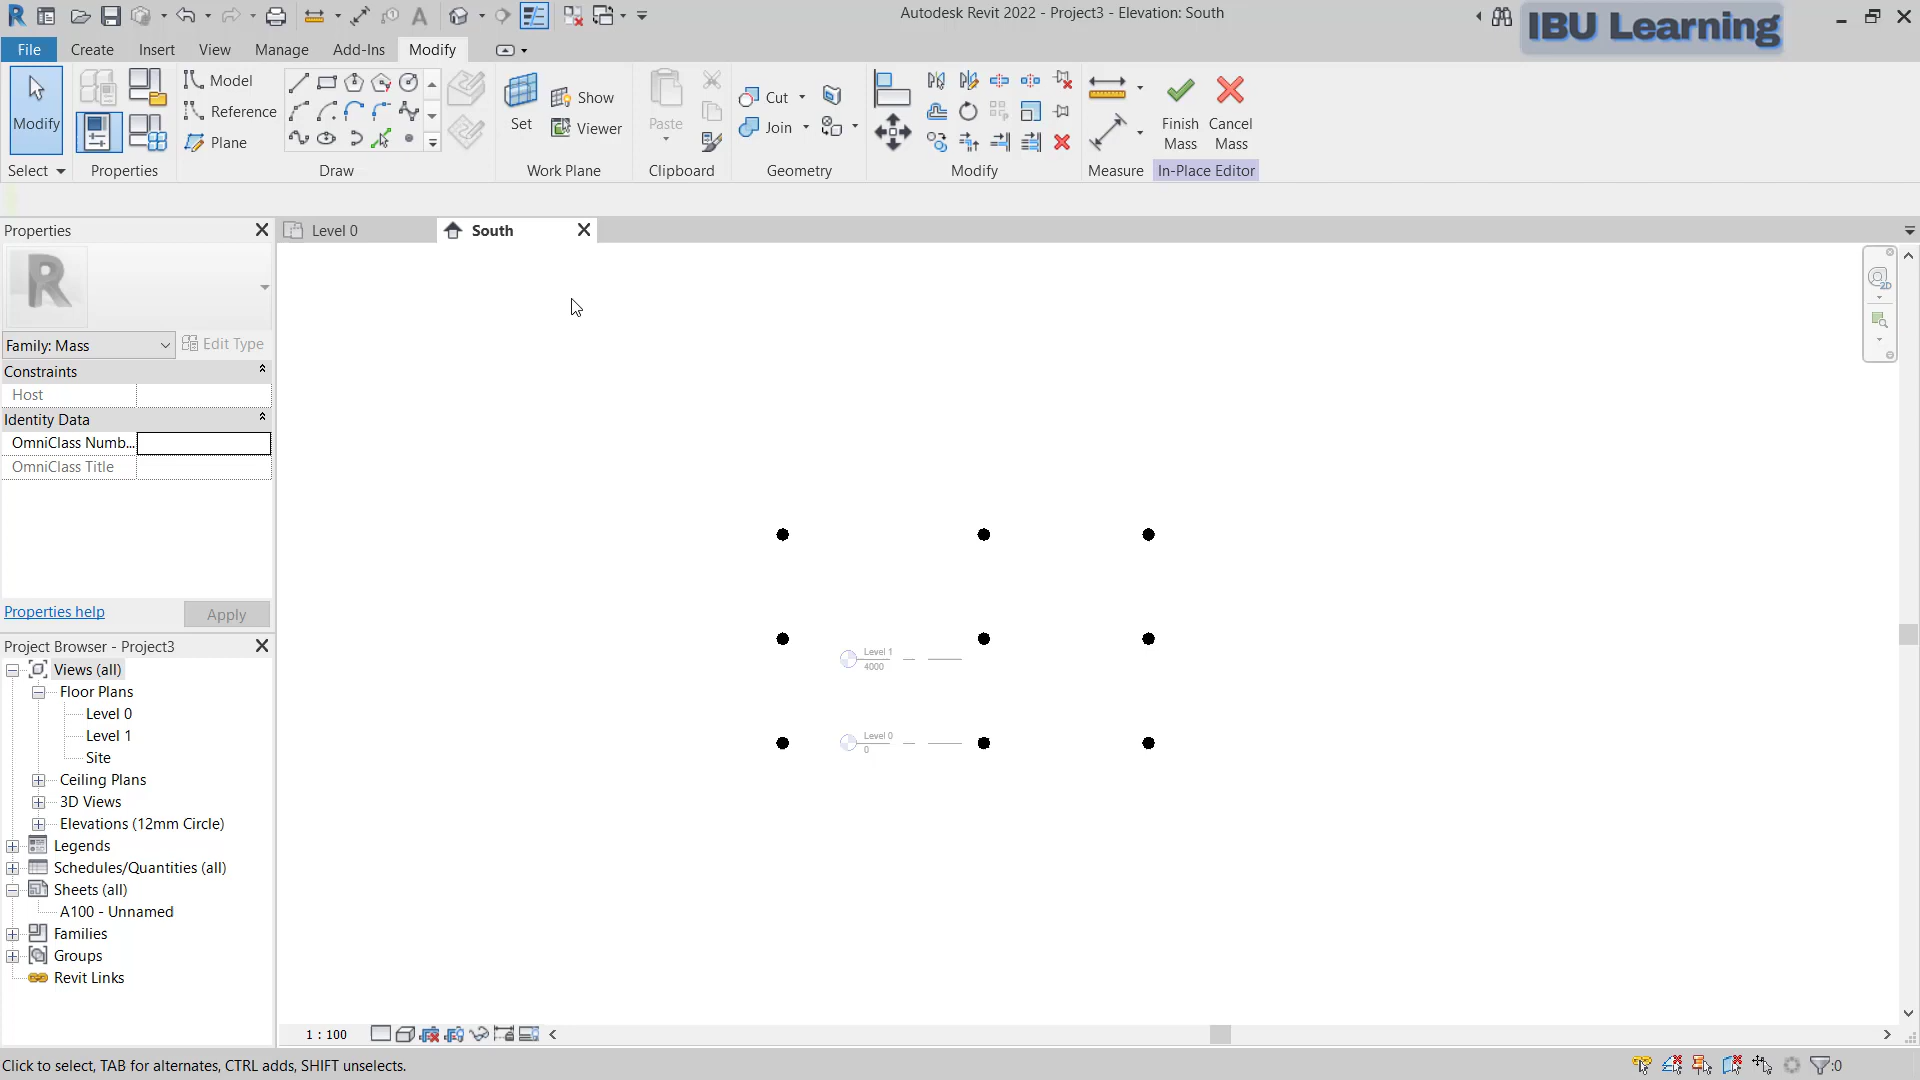 Autodesk Revit 2022 - Project3 - Elevation: South
IBU Learning
File Create Insert View Manage Add-Ins Modify
Modify
Select
Properties
Model
Reference
Plane
Draw
Set
Show
Viewer
Work Plane
Paste
Clipboard
Cut
Join
Geometry
Modify
Measure
Finish Mass
Cancel Mass
In-Place Editor
Properties
Level 0
South
2D
Family: Mass
Edit Type
Constraints
Host
Identity Data
OmniClass Numb...
OmniClass Title
Properties help
Apply
Level 1
4000
Level 0
0
Project Browser - Project3
Views (all)
Floor Plans
Level 0
Level 1
Site
Ceiling Plans
3D Views
Elevations (12mm Circle)
Legends
Schedules/Quantities (all)
Sheets (all)
A100 - Unnamed
Families
Groups
Revit Links
1 : 100
Click to select, TAB for alternates, CTRL adds, SHIFT unselects.
:0